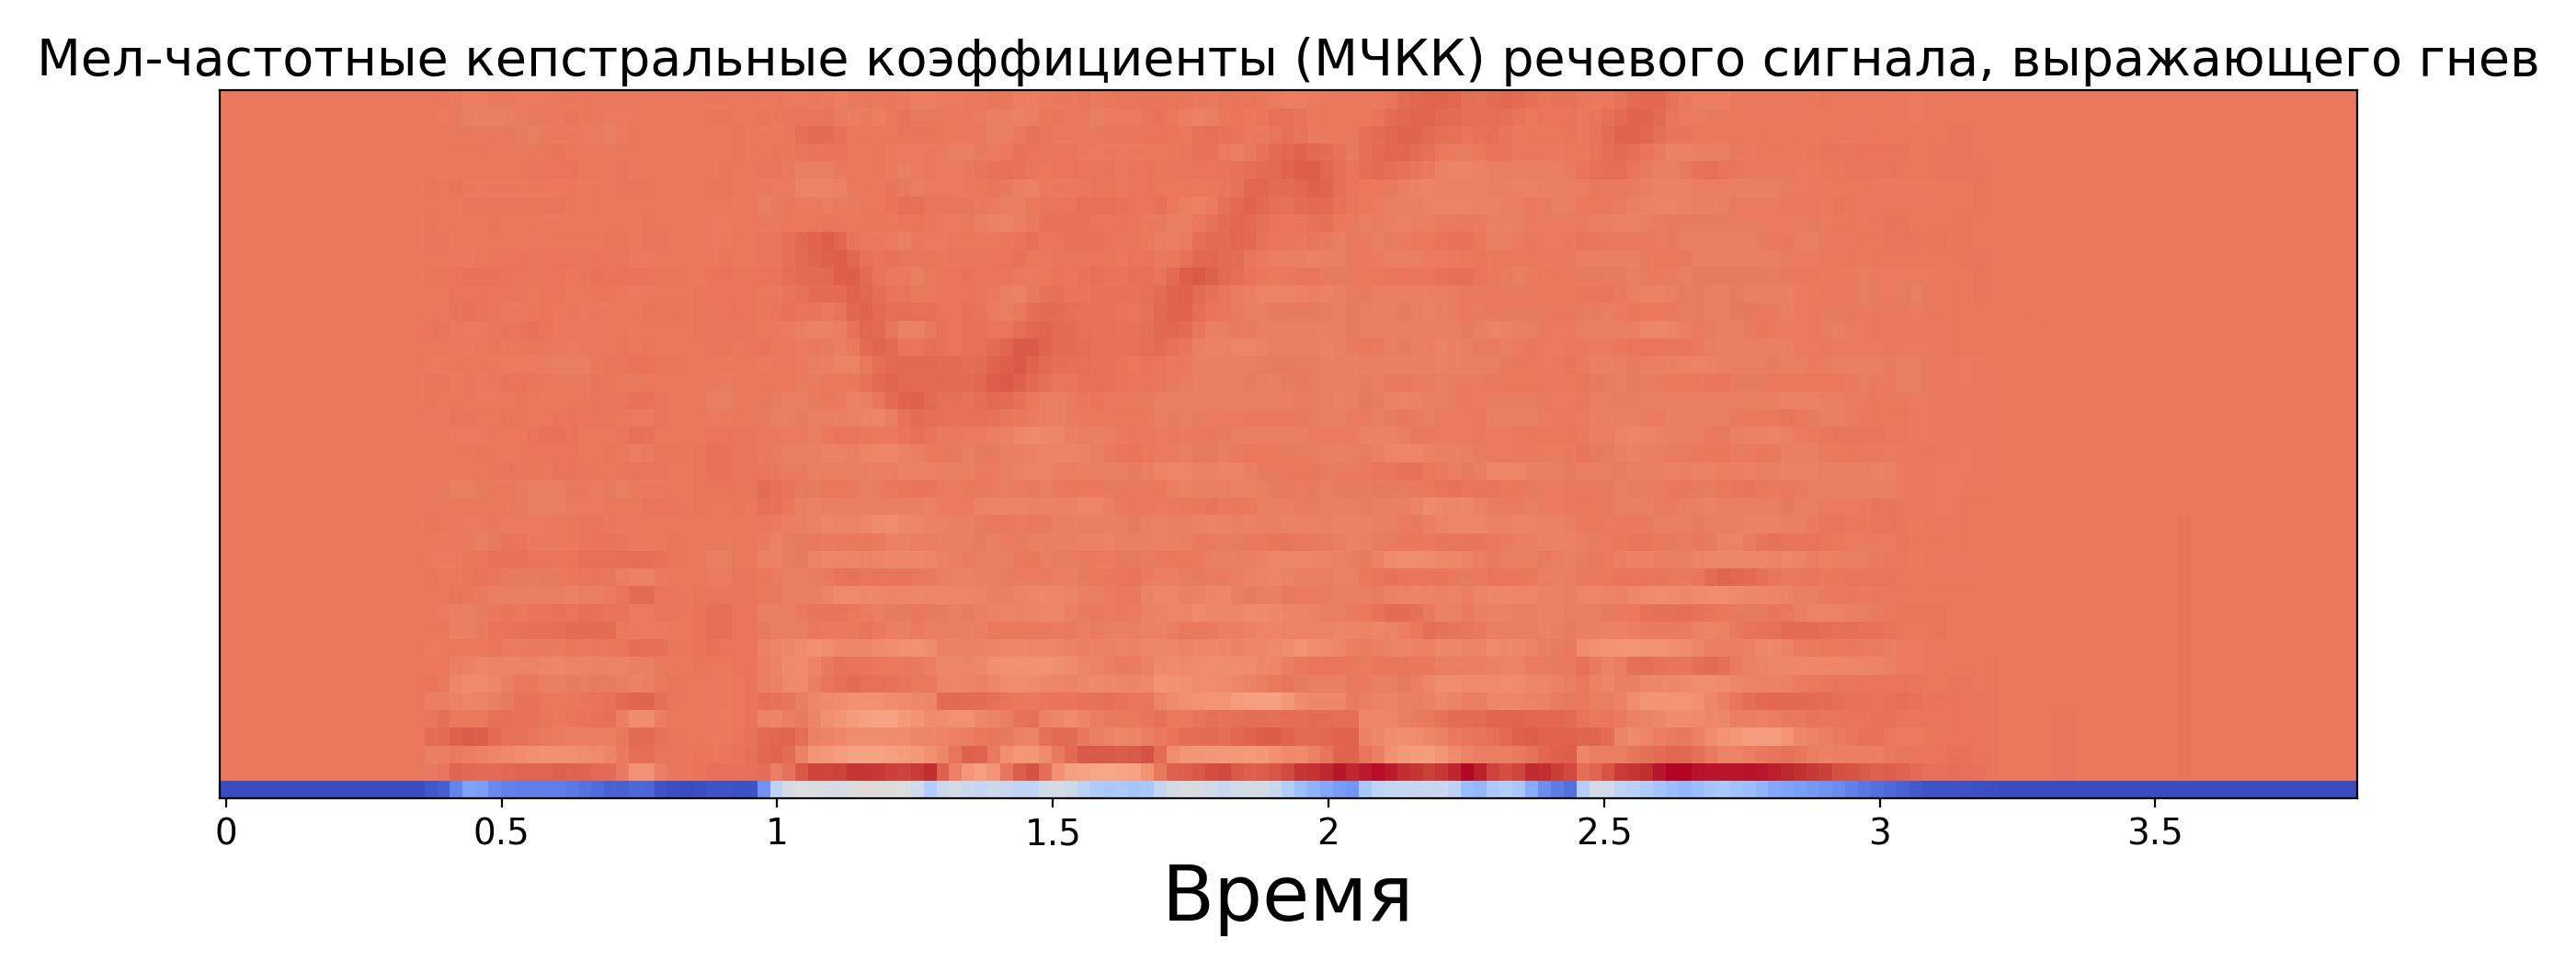 Мел-частотные кепстральные коэффициенты (МЧКК) речевого сигнала, выражающего гнев
0 0.5 1 1.5 2 2.5 3 3.5
Время